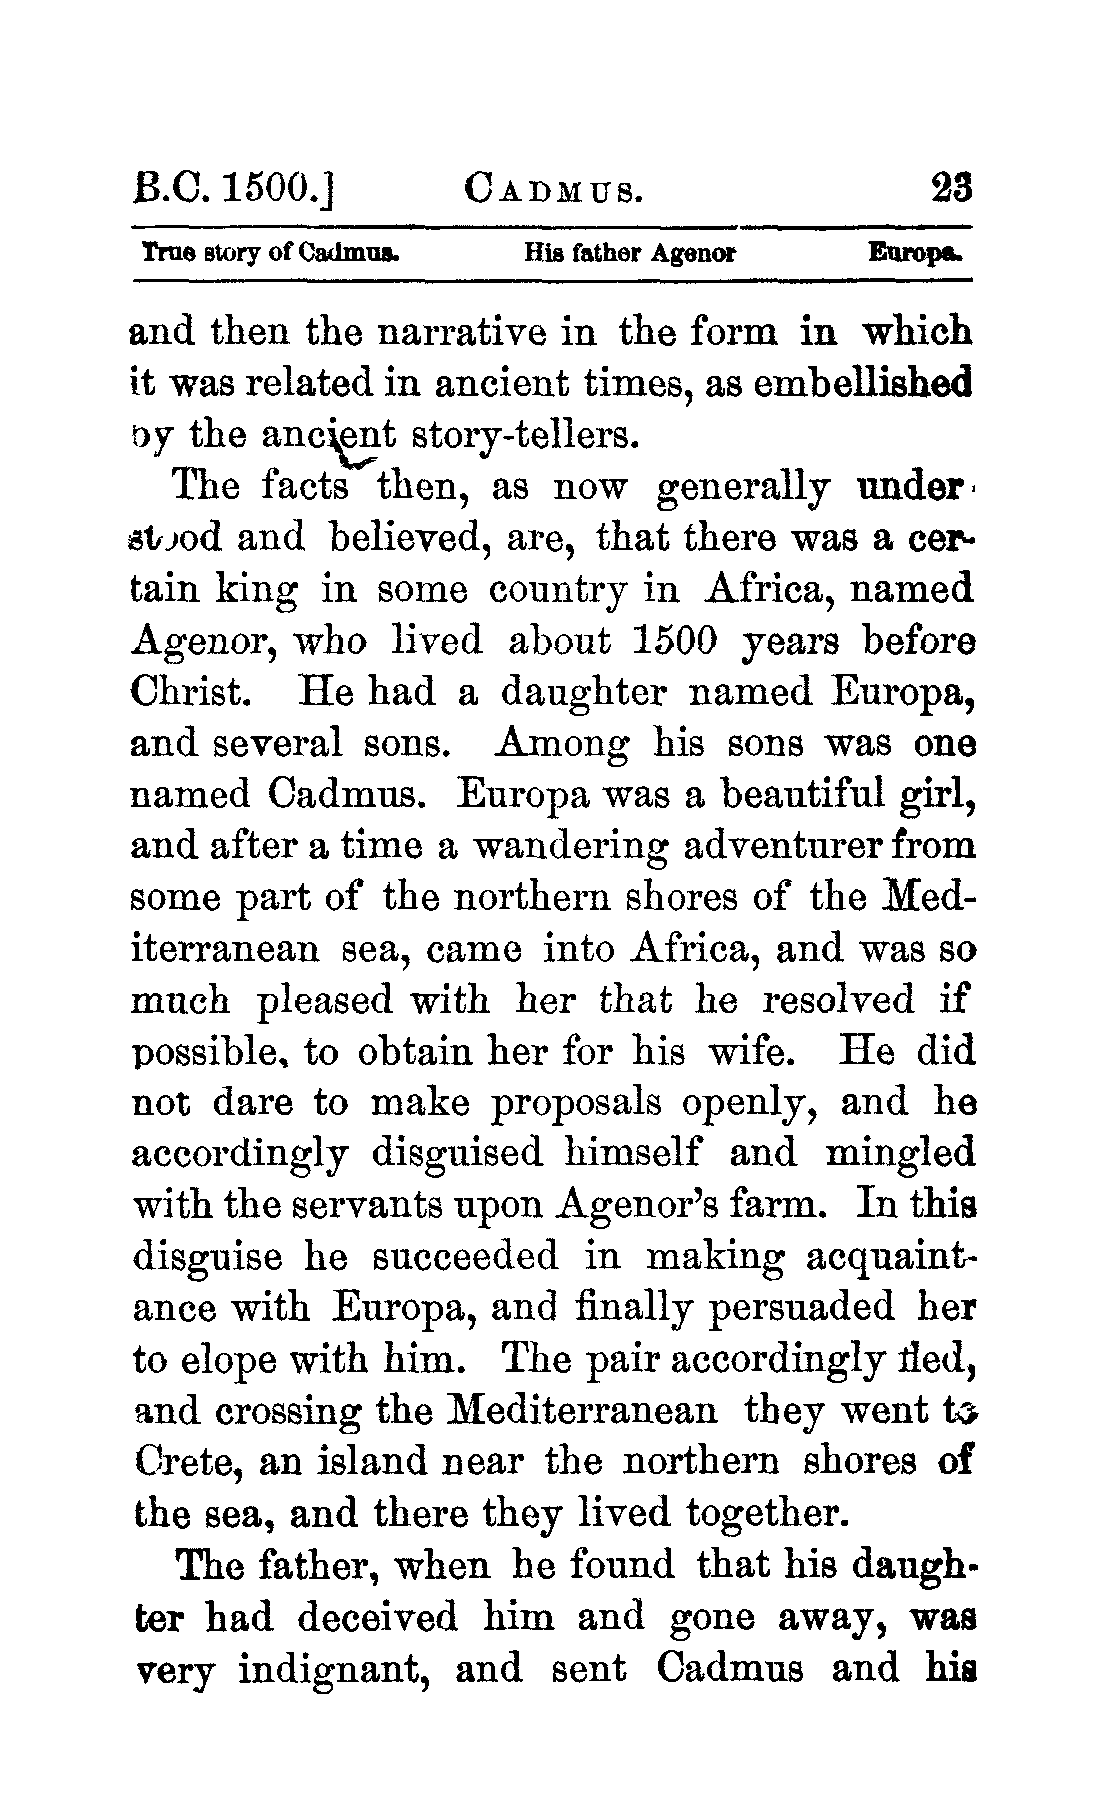 B.C. 1500.] CADMUS. 23
True story of Cadmus. His father Agenor Europa.
and then the narrative in the form in which
it was related in ancient times, as embellished
by the ancient story-tellers.
The facts then, as now generally under-
stood and believed, are, that there was a cer-
tain king in some country in Africa, named
Agenor, who lived about 1500 years before
Christ. He had a daughter named Europa,
and several sons. Among his sons was one
named Cadmus. Europa was a beautiful girl,
and after a time a wandering adventurer from
some part of the northern shores of the Med-
iterranean sea, came into Africa, and was so
much pleased with her that he resolved if
possible, to obtain her for his wife. He did
not dare to make proposals openly, and he
accordingly disguised himself and mingled
with the servants upon Agenor's farm. In this
disguise he succeeded in making acquaint-
ance with Europa, and finally persuaded her
to elope with him. The pair accordingly fled,
and crossing the Mediterranean they went to
Crete, an island near the northern shores of
the sea, and there they lived together.
The father, when he found that his daugh-
ter had deceived him and gone away, was
very indignant, and sent Cadmus and his